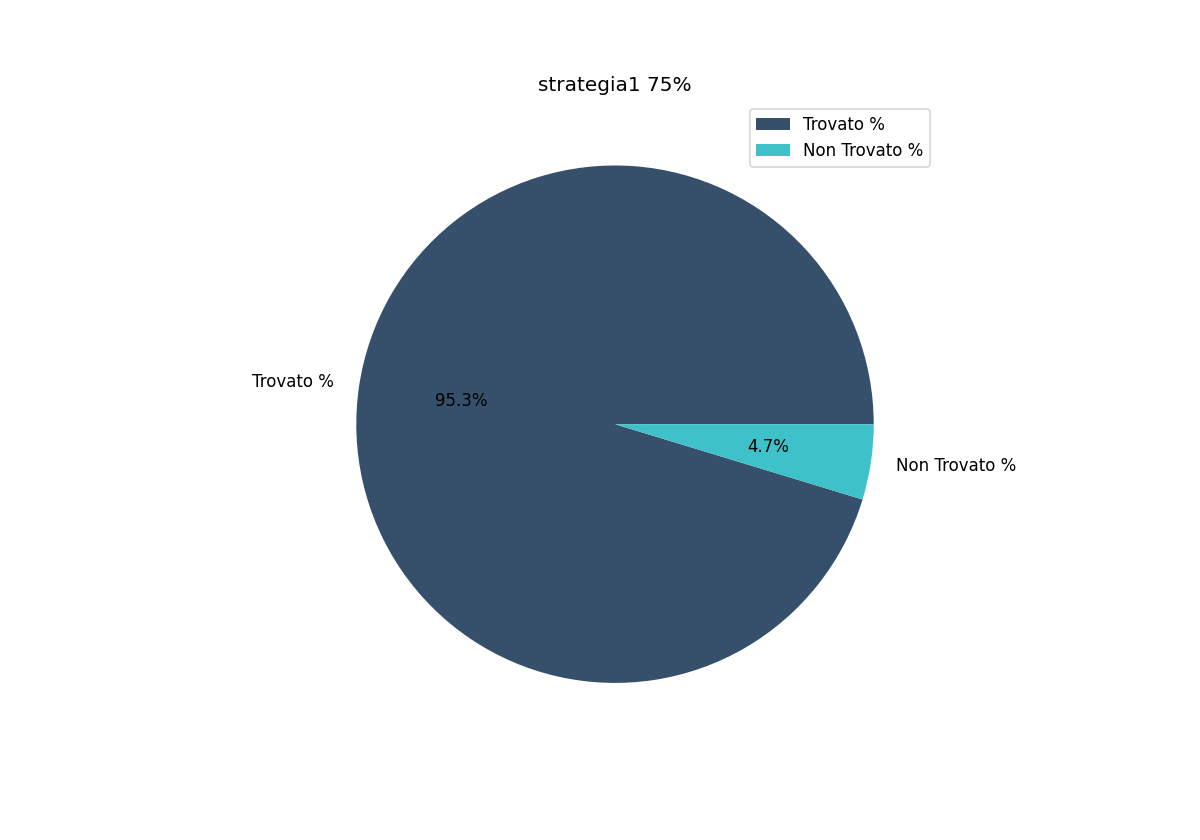 strategia1 75%
Trovato %
Non Trovato %
Trovato %
95.3%
4.7%
Non Trovato %